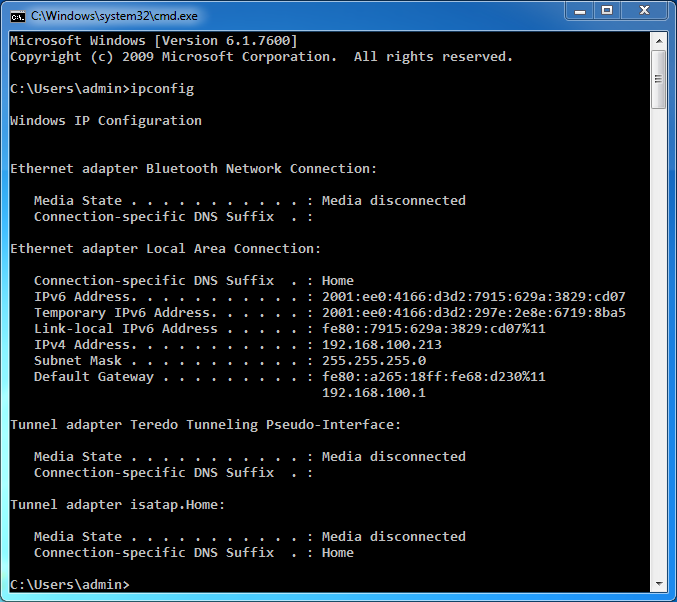 C:\Windows\system32\cmd.exe
Microsoft Windows [Version 6.1.7600]
Copyright (c) 2009 Microsoft Corporation.  All rights reserved.
C:\Users\admin>ipconfig
Windows IP Configuration
Ethernet adapter Bluetooth Network Connection:
   Media State . . . . . . . . . . . : Media disconnected
   Connection-specific DNS Suffix  . :
Ethernet adapter Local Area Connection:
   Connection-specific DNS Suffix  . : Home
   IPv6 Address. . . . . . . . . . . : 2001:ee0:4166:d3d2:7915:629a:3829:cd07
   Temporary IPv6 Address. . . . . . : 2001:ee0:4166:d3d2:297e:2e8e:6719:8ba5
   Link-local IPv6 Address . . . . . : fe80::7915:629a:3829:cd07%11
   IPv4 Address. . . . . . . . . . . : 192.168.100.213
   Subnet Mask . . . . . . . . . . . : 255.255.255.0
   Default Gateway . . . . . . . . . : fe80::a265:18ff:fe68:d230%11
                                       192.168.100.1
Tunnel adapter Teredo Tunneling Pseudo-Interface:
   Media State . . . . . . . . . . . : Media disconnected
   Connection-specific DNS Suffix  . :
Tunnel adapter isatap.Home:
   Media State . . . . . . . . . . . : Media disconnected
   Connection-specific DNS Suffix  . : Home
C:\Users\admin>